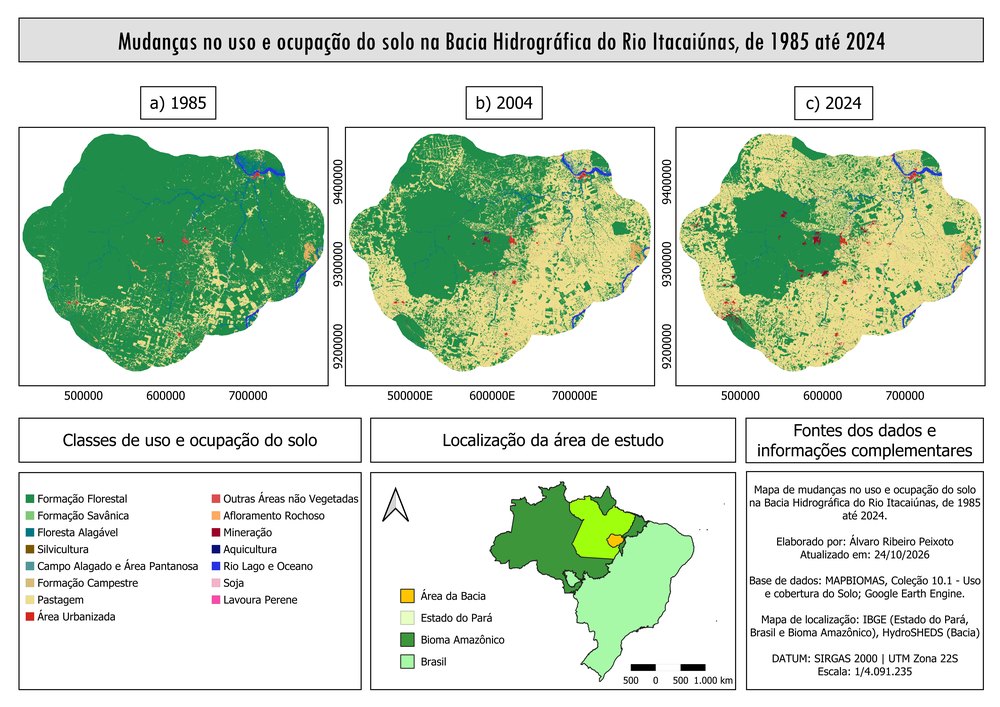 Mudanças no uso e ocupação do solo na Bacia Hidrográfica do Rio Itacaiúnas, de 1985 até 2024
a) 1985
b) 2004
c) 2024
9400000
9300000
9200000
9400000
9300000
9200000
500000
600000
700000
500000E
600000E
700000E
500000
600000
700000
Classes de uso e ocupação do solo
Formação Florestal
Formação Savânica
Floresta Alagável
Silvicultura
Campo Alagado e Área Pantanosa
Formação Campestre
Pastagem
Área Urbanizada
Outras Áreas não Vegetadas
Afloramento Rochoso
Mineração
Aquicultura
Rio Lago e Oceano
Soja
Lavoura Perene
Localização da área de estudo
Área da Bacia
Estado do Pará
Bioma Amazônico
Brasil
500 0 500 1.000 km
Fontes dos dados e
informações complementares
Mapa de mudanças no uso e ocupação do solo
na Bacia Hidrográfica do Rio Itacaiúnas, de 1985
até 2024.
Elaborado por: Álvaro Ribeiro Peixoto
Atualizado em: 24/10/2026
Base de dados: MAPBIOMAS, Coleção 10.1 - Uso
e cobertura do Solo; Google Earth Engine.
Mapa de localização: IBGE (Estado do Pará,
Brasil e Bioma Amazônico), HydroSHEDS (Bacia)
DATUM: SIRGAS 2000 | UTM Zona 22S
Escala: 1/4.091.235